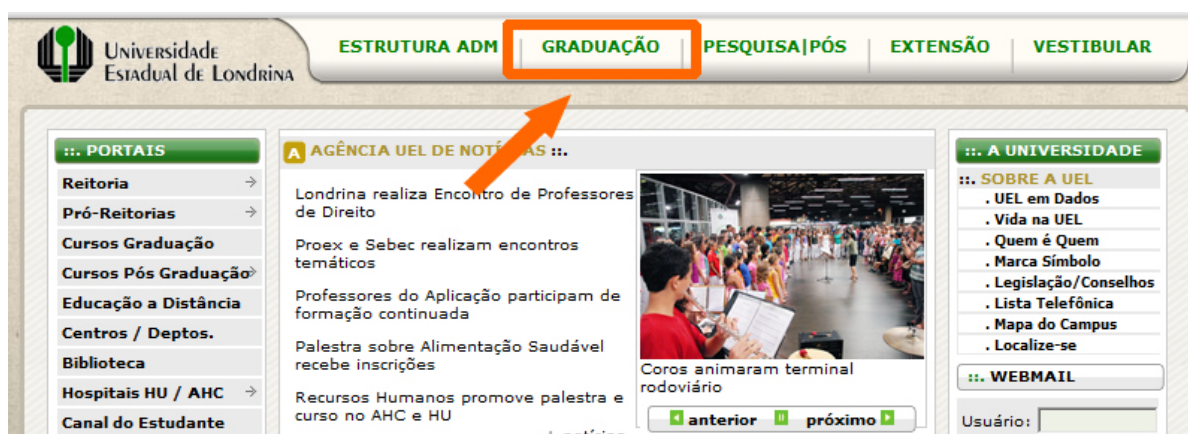 Universidade
Estadual de Londrina
ESTRUTURA ADM
GRADUAÇÃO
PESQUISA|PÓS
EXTENSÃO
VESTIBULAR
::. PORTAIS
Reitoria
Pró-Reitorias
Cursos Graduação
Cursos Pós Graduação
Educação a Distância
Centros / Deptos.
Biblioteca
Hospitais HU / AHC
Canal do Estudante
A AGÊNCIA UEL DE NOTÍCIAS ::.
Londrina realiza Encontro de Professores
de Direito
Proex e Sebec realizam encontros
temáticos
Professores do Aplicação participam de
formação continuada
Palestra sobre Alimentação Saudável
recebe inscrições
Recursos Humanos promove palestra e
curso no AHC e HU
Coros animaram terminal
rodoviário
anterior
próximo
::. A UNIVERSIDADE
::. SOBRE A UEL
. UEL em Dados
. Vida na UEL
. Quem é Quem
. Marca Símbolo
. Legislação/Conselhos
. Lista Telefônica
. Mapa do Campus
. Localize-se
::. WEBMAIL
Usuário: